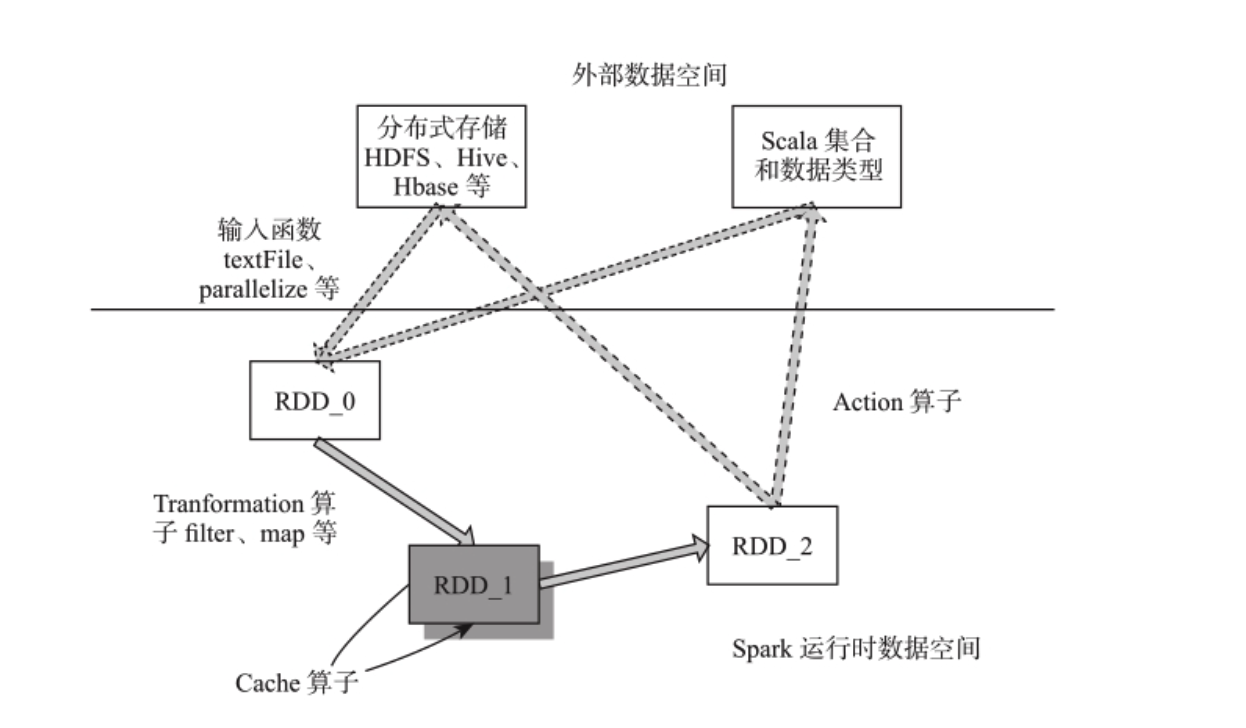 外部数据空间
分布式存储
HDFS、Hive、
Hbase 等
Scala 集合
和数据类型
输入函数
textFile、
parallelize 等
RDD_0
Action 算子
Tranformation 算
子 filter、map 等
RDD_1
RDD_2
Spark 运行时数据空间
Cache 算子